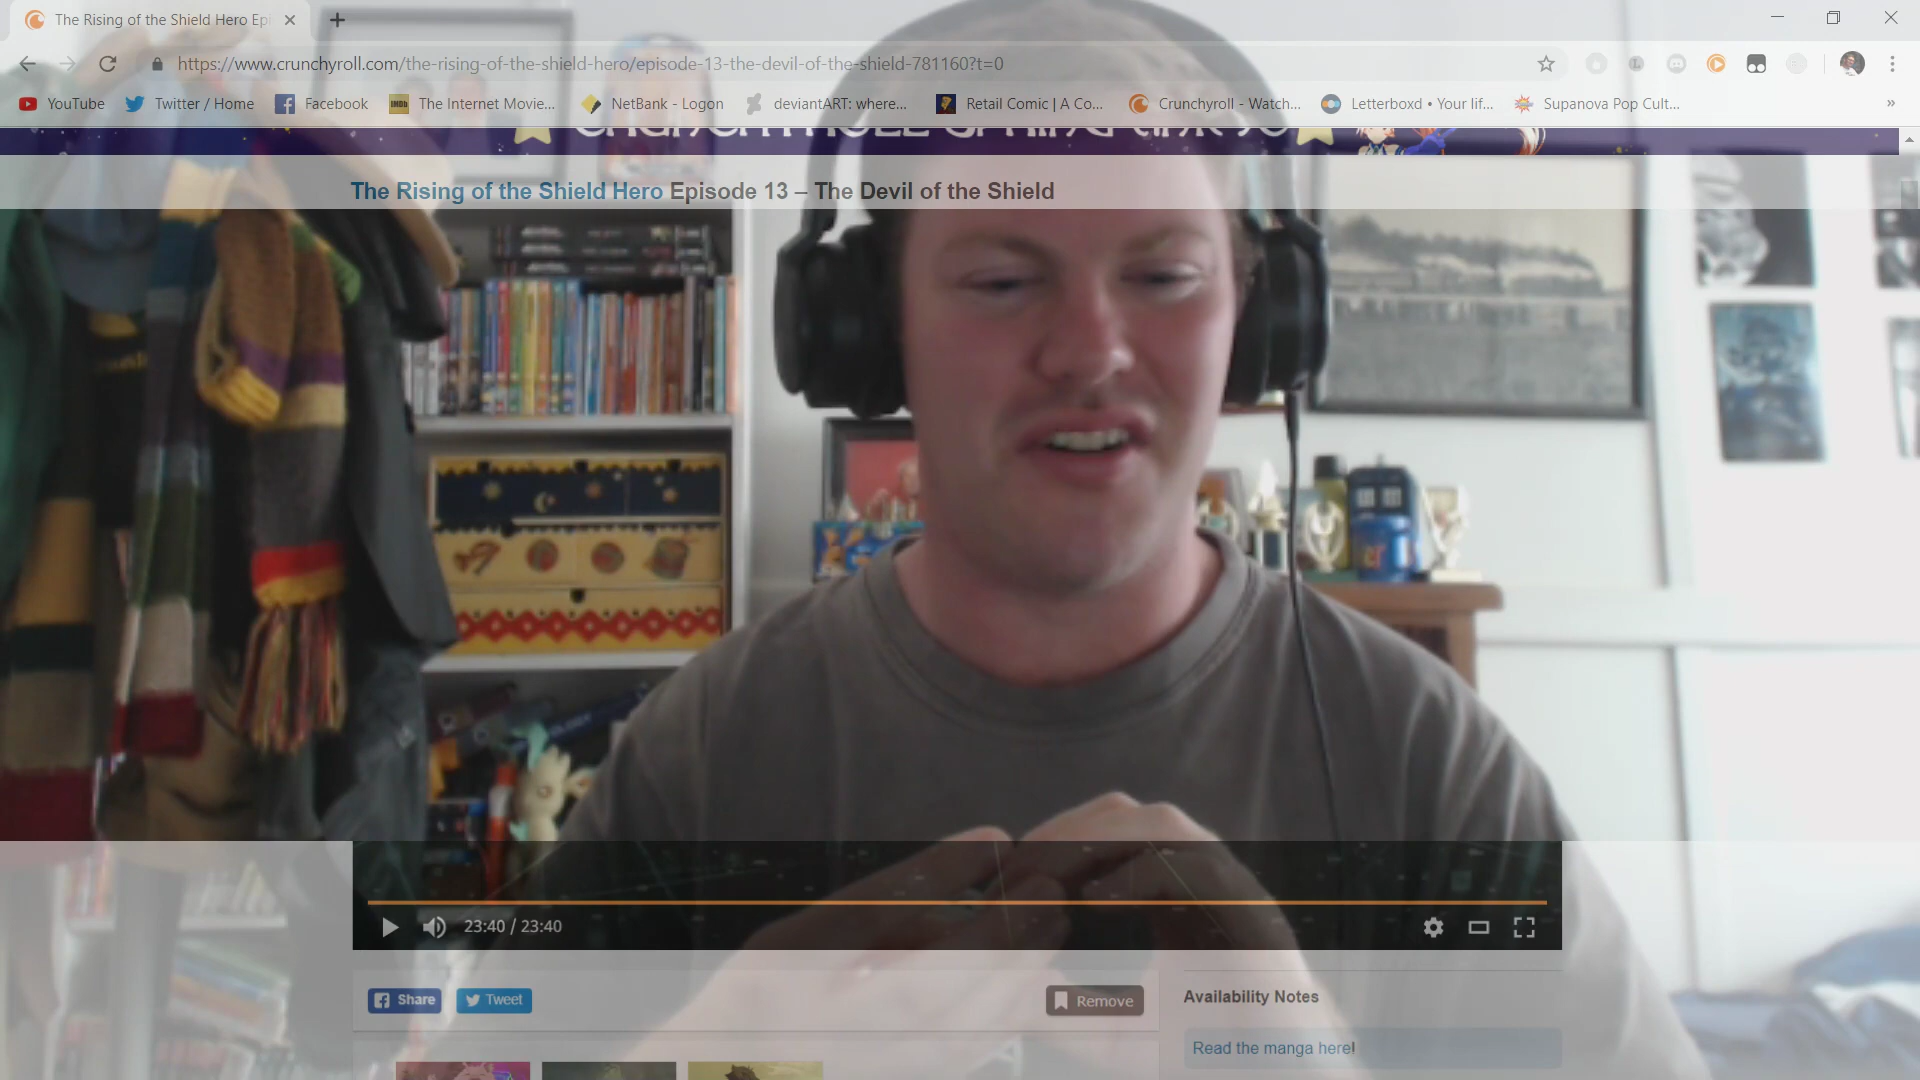 The Rising of the Shield Hero Epi
https://www.crunchyroll.com/the-rising-of-the-shield-hero/episode-13-the-devil-of-the-shield-781160?t=0
YouTube Twitter / Home Facebook IMDb The Internet Movie... NetBank - Logon deviantART: where... Retail Comic | A Co... Crunchyroll - Watch... Letterboxd • Your lif... Supanova Pop Cult...
The Rising of the Shield Hero Episode 13 – The Devil of the Shield
23:40 / 23:40
Share Tweet Remove
Availability Notes
Read the manga here!